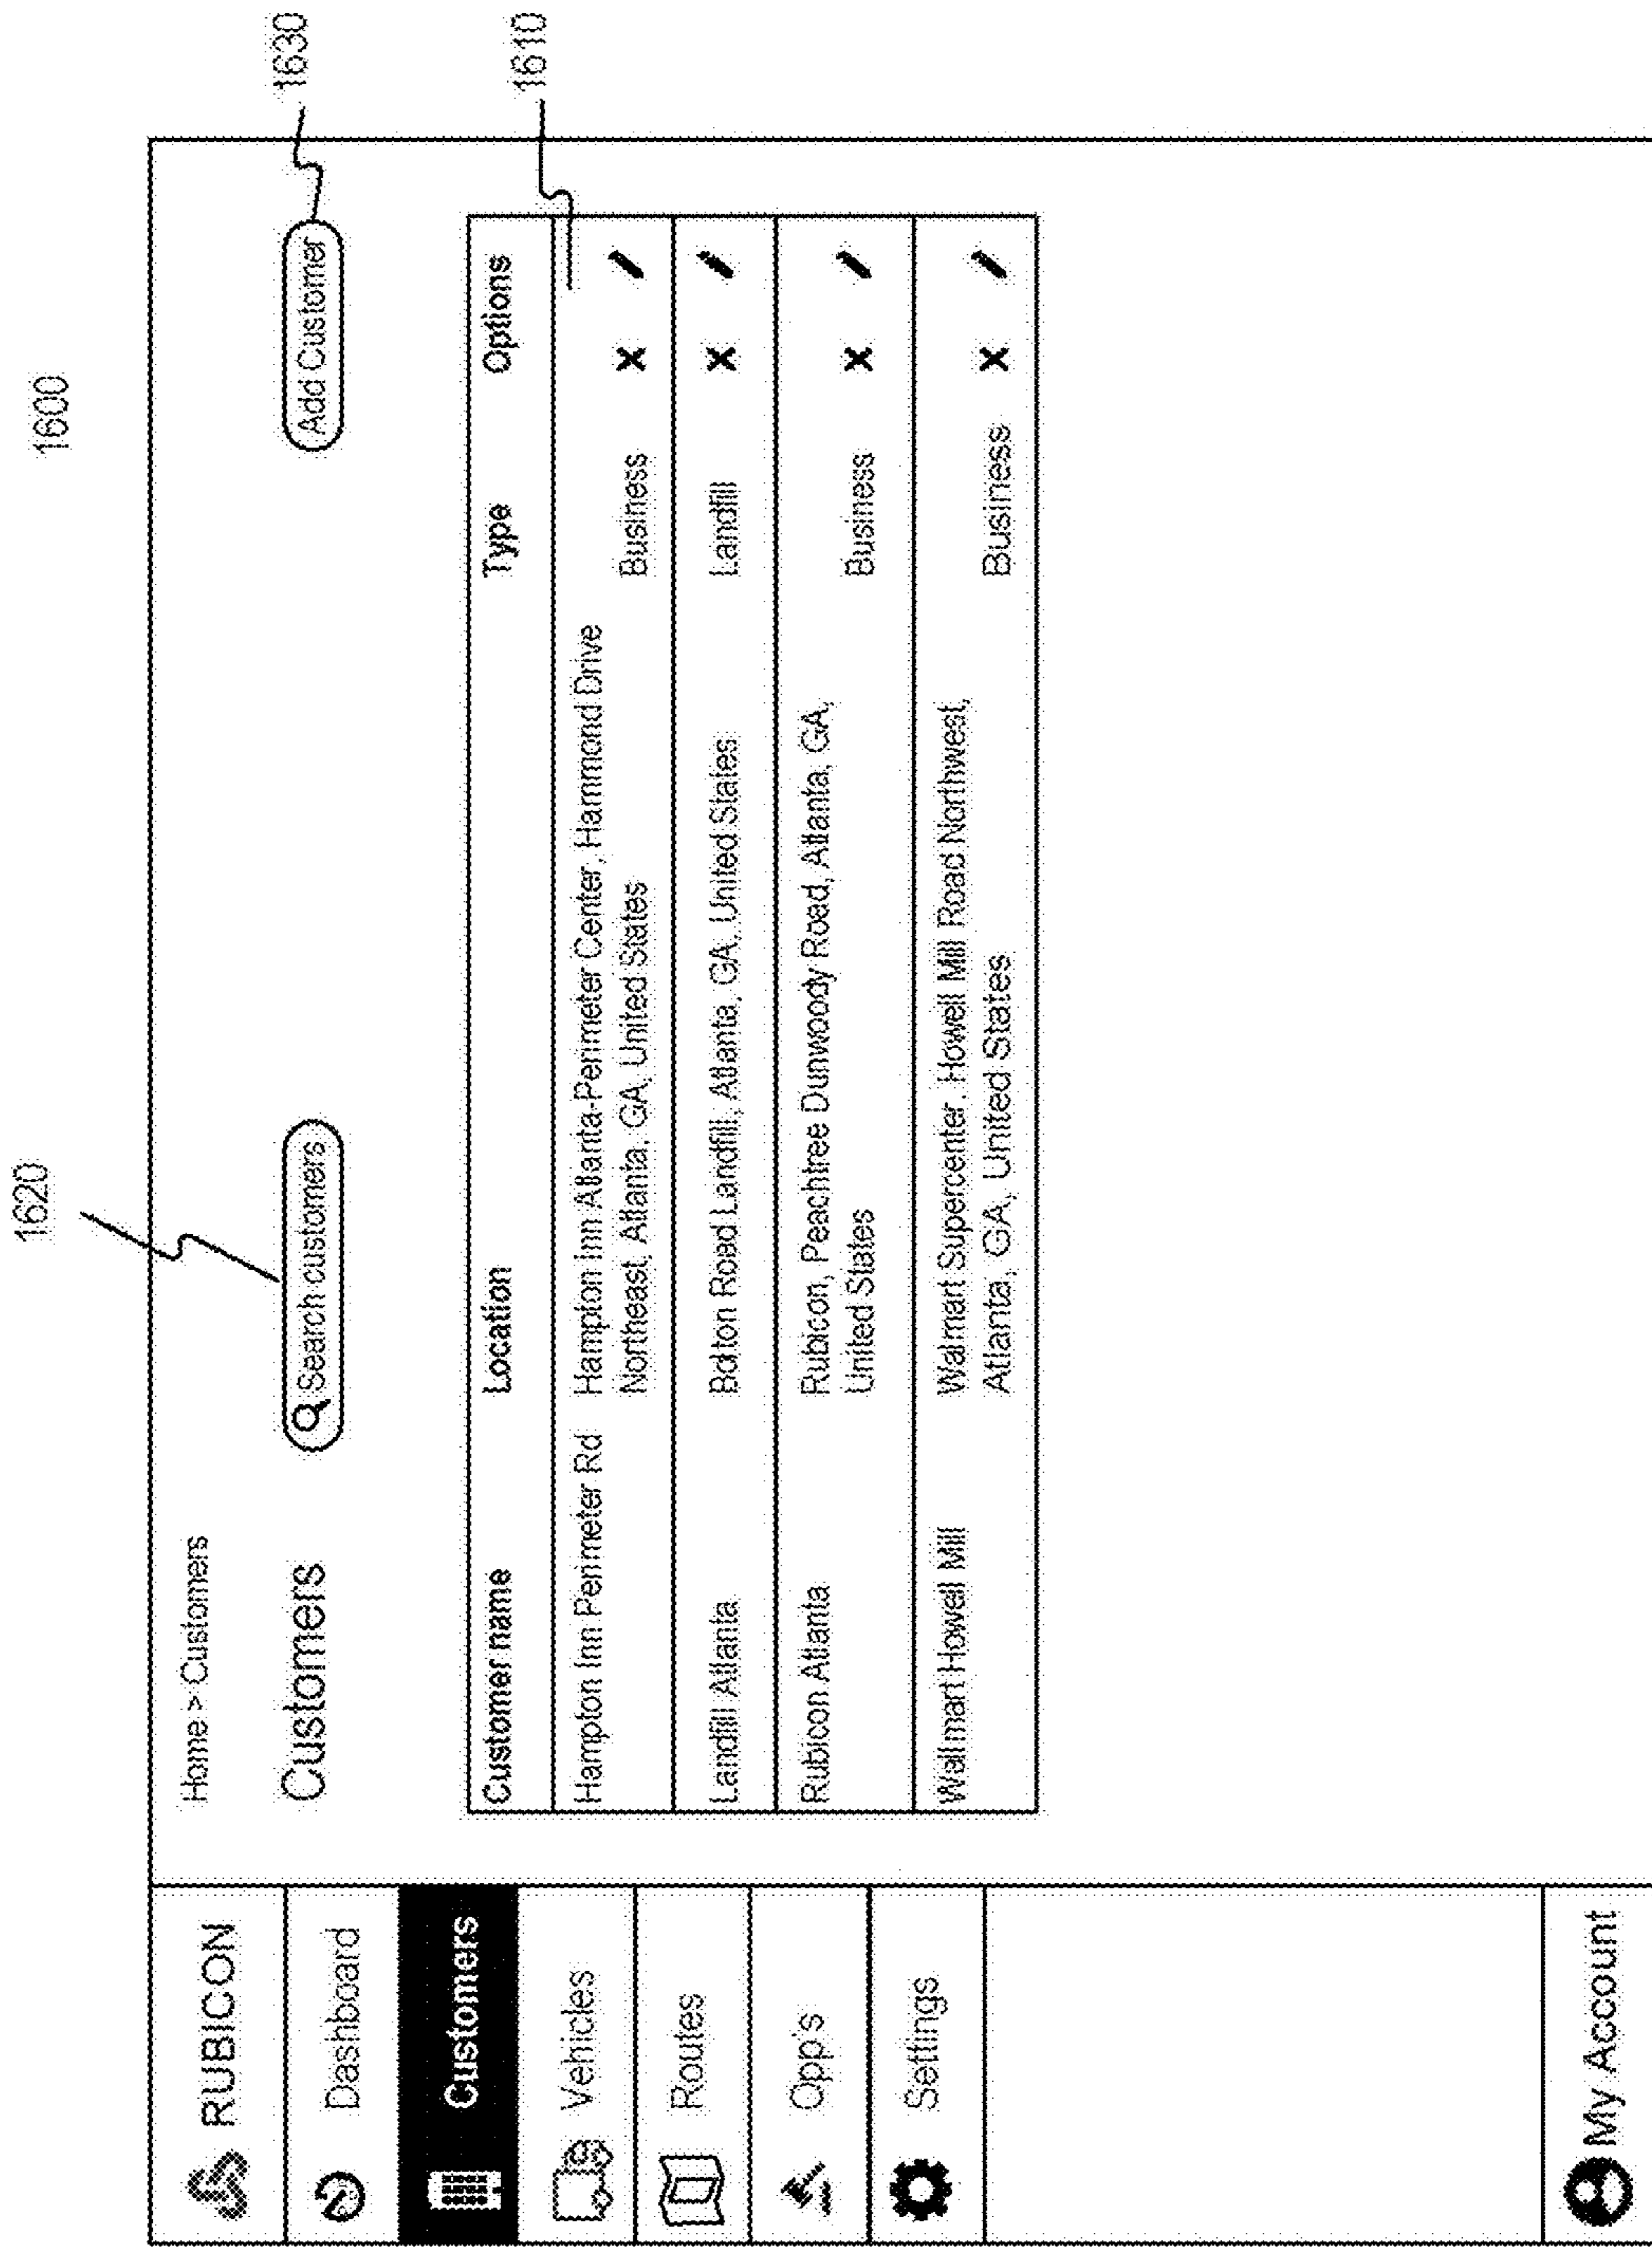 1600
1620
1630
1610
RUBICON
Dashboard
Customers
Vehicles
Routes
Opp's
Settings
My Account
Home > Customers
Customers
Search customers
Add Customer
Customer name Location Type Options
Hampton Inn Perimeter Rd Hampton Inn Atlanta-Perimeter Center, Hammond Drive
Northeast, Atlanta, GA, United States Business X
Landfill Atlanta Bolton Road Landfill, Atlanta, GA, United States Landfill X
Rubicon Atlanta Rubicon, Peachtree Dunwoody Road, Atlanta, GA,
United States Business X
Wallmart Howell Mill Walmart Supercenter, Howell Mill Road Northwest,
Atlanta, GA, United States Business X